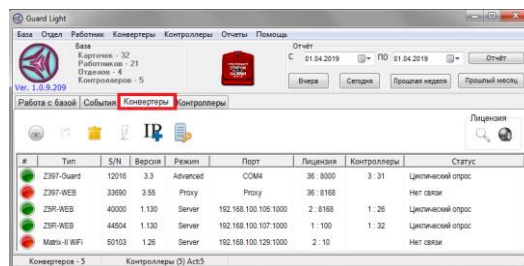 Guard Light
База Отдел Работник Конвертеры Контроллеры Отчеты Помощь
База
Карточек - 32
Работников - 21
Отделов - 4
Контроллеров - 5
Ver. 1.0.9.209
Отчёт
С 01.04.2019 ПО 01.04.2019 Отчёт
Вчера Сегодня Прошлая неделя Прошлый месяц
Работа с базой События Конвертеры Контроллеры
Лицензия
IP
# Тип S/N Версия Режим Порт Лицензия Контроллеры Статус
Z397-Guard 12016 3.3 Advanced COM4 36 : 8000 3 : 31 Циклический опрос
Z397-WEB 33690 3.55 Proxy Proxy 36 : 8168 Нет связи
Z5R-WEB 40000 1.130 Server 192.168.100.105:1000 2 : 8168 1 : 26 Циклический опрос
Z5R-WEB 44504 1.130 Server 192.168.100.107:1000 1 : 100 1 : 32 Циклический опрос
Matrix-II WiFi 50103 1.26 Server 192.168.100.129:1000 2 : 10 Нет связи
Конвертеров - 5 Контроллеры (5) Act:5